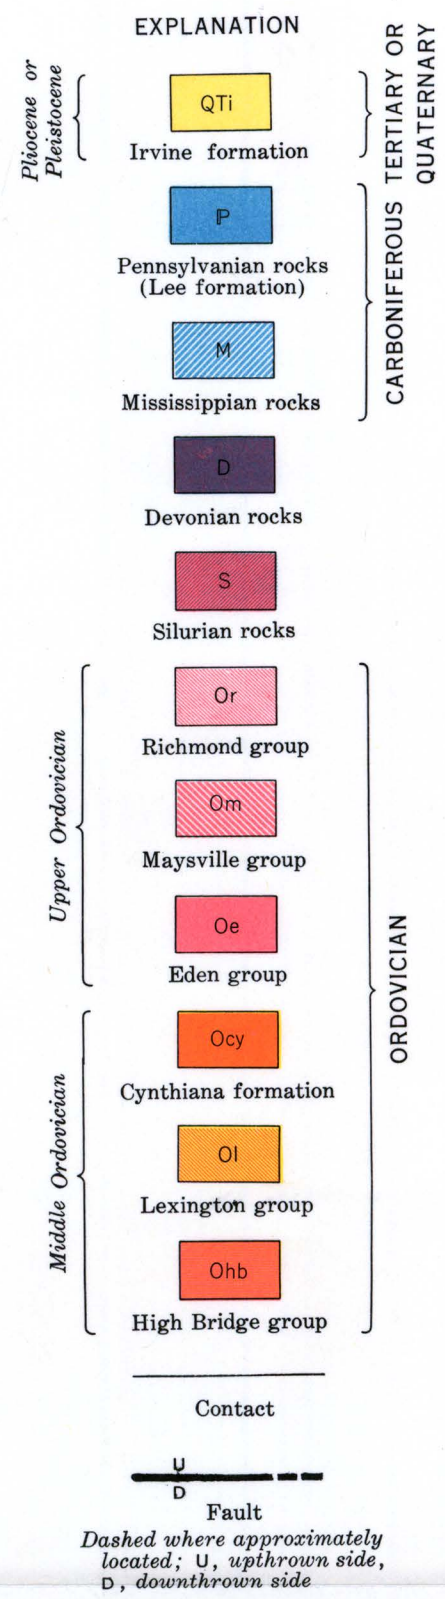 EXPLANATION
Pliocene or
Pleistocene
QTi
Irvine formation
TERTIARY OR
QUATERNARY
ℙ
Pennsylvanian rocks
(Lee formation)
M
Mississippian rocks
CARBONIFEROUS
D
Devonian rocks
S
Silurian rocks
Upper Ordovician
Or
Richmond group
Om
Maysville group
Oe
Eden group
ORDOVICIAN
Middle Ordovician
Ocy
Cynthiana formation
Ol
Lexington group
Ohb
High Bridge group
Contact
U
D
Fault
Dashed where approximately
located; U, upthrown side,
D, downthrown side